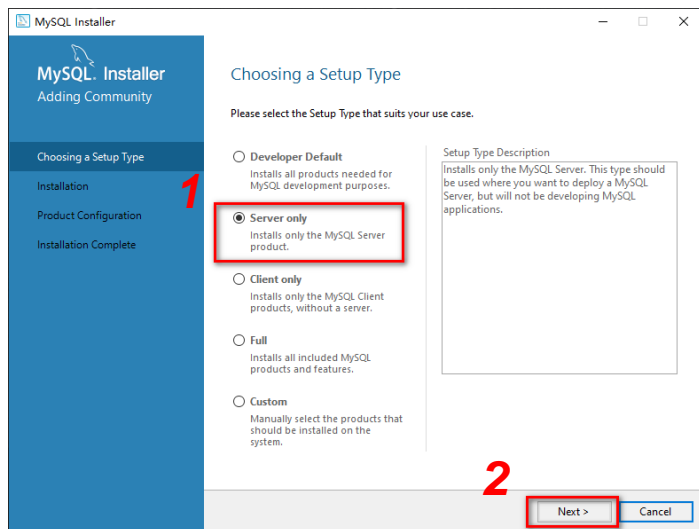 MySQL Installer
MySQL. Installer
Adding Community
Choosing a Setup Type
Installation
Product Configuration
Installation Complete
Choosing a Setup Type
Please select the Setup Type that suits your use case.
1
Developer Default
Installs all products needed for
MySQL development purposes.
Server only
Installs only the MySQL Server
product.
Client only
Installs only the MySQL Client
products, without a server.
Full
Installs all included MySQL
products and features.
Custom
Manually select the products that
should be installed on the
system.
Setup Type Description
Installs only the MySQL Server. This type should
be used where you want to deploy a MySQL
Server, but will not be developing MySQL
applications.
2
Next >
Cancel